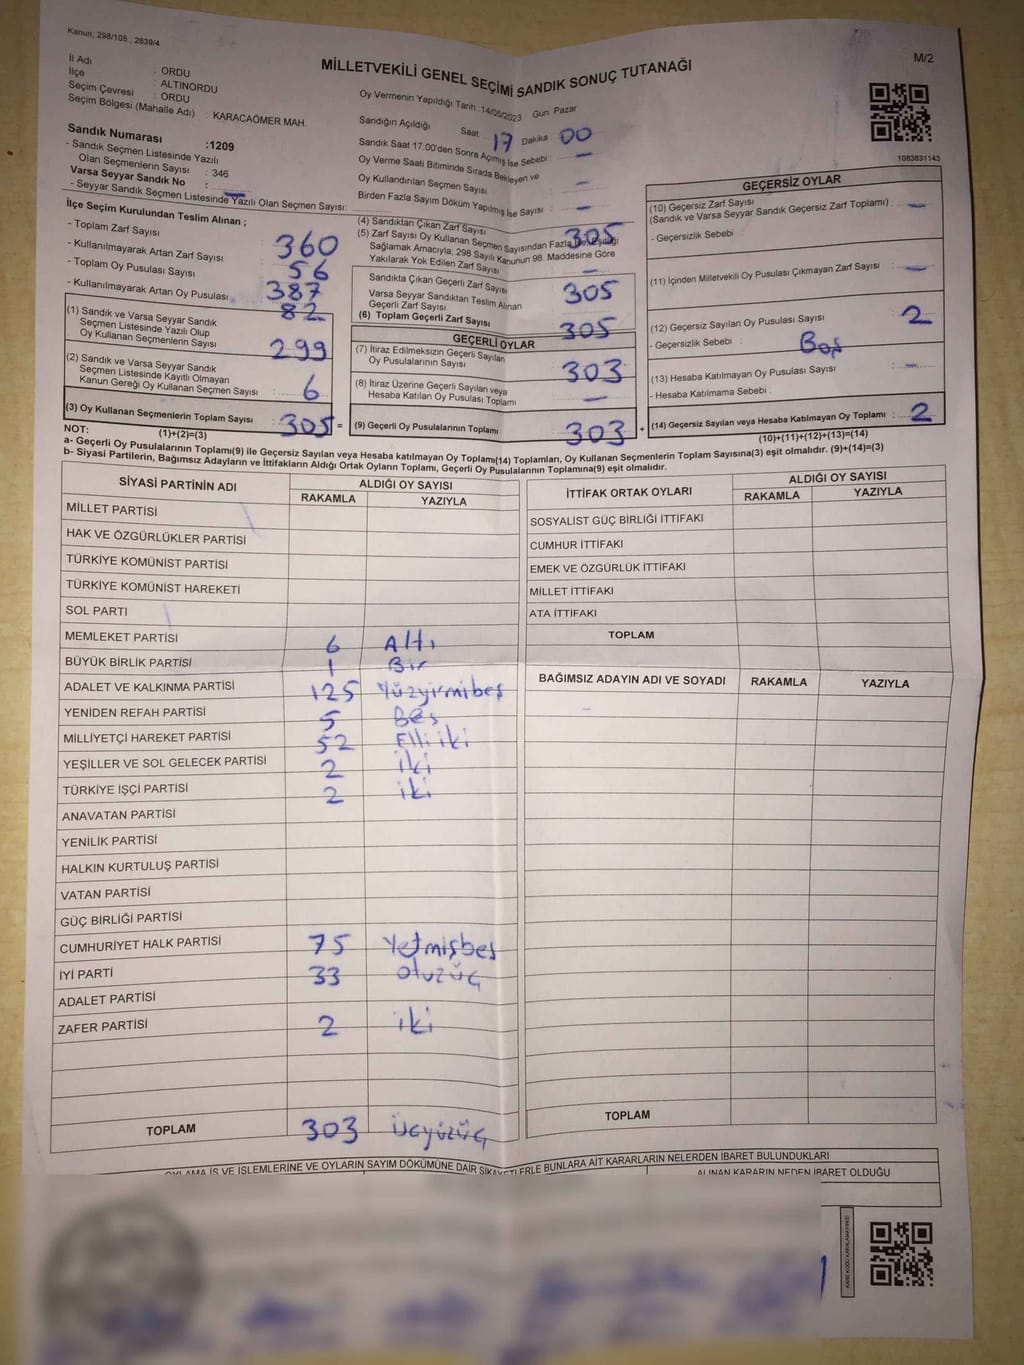 Kanun; 298/105 , 2839/4
M/2
MİLLETVEKİLİ GENEL SEÇİMİ SANDIK SONUÇ TUTANAĞI
İl Adı : ORDU
İlçe : ALTINORDU
Seçim Çevresi : ORDU
Seçim Bölgesi (Mahalle Adı) : KARACAÖMER MAH.
Sandık Numarası :1209
- Sandık Seçmen Listesinde Yazılı
Olan Seçmenlerin Sayısı : 346
Varsa Seyyar Sandık No : —
- Seyyar Sandık Seçmen Listesinde Yazılı Olan Seçmen Sayısı:
Oy Vermenin Yapıldığı Tarih :14/05/2023 Gun: Pazar
Sandığın Açıldığı Saat: 17 Dakika: 00
Sandık Saat 17:00'den Sonra Açılmış İse Sebebi: —
Oy Verme Saati Bitiminde Sırada Bekleyen ve
Oy Kullandırılan Seçmen Sayısı —
Birden Fazla Sayım Döküm Yapılmış İse Sayısı : —
1083831143
İlçe Seçim Kurulundan Teslim Alınan ;
- Toplam Zarf Sayısı : 360
- Kullanılmayarak Artan Zarf Sayısı : 56
- Toplam Oy Pusulası Sayısı : 387
- Kullanılmayarak Artan Oy Pusulası : 82
(1) Sandık ve Varsa Seyyar Sandık
Seçmen Listesinde Yazılı Olup
Oy Kullanan Seçmenlerin Sayısı 299
(2) Sandık ve Varsa Seyyar Sandık
Seçmen Listesinde Kayıtlı Olmayan
Kanun Gereği Oy Kullanan Seçmen Sayısı 6
(3) Oy Kullanan Seçmenlerin Toplam Sayısı 305 =
(1)+(2)=(3)
(4) Sandıktan Çıkan Zarf Sayısı 305
(5) Zarf Sayısı Oy Kullanan Seçmen Sayısından Fazla İse, Eşitliği
Sağlamak Amacıyla, 298 Sayılı Kanunun 98. Maddesine Göre
Yakılarak Yok Edilen Zarf Sayısı —
Sandıkta Çıkan Geçerli Zarf Sayısı 305
Varsa Seyyar Sandıktan Teslim Alınan
Geçerli Zarf Sayısı
(6) Toplam Geçerli Zarf Sayısı 305
GEÇERLİ OYLAR
(7) İtiraz Edilmeksizin Geçerli Sayılan
Oy Pusulalarının Sayısı 303
(8) İtiraz Üzerine Geçerli Sayılan veya
Hesaba Katılan Oy Pusulası Toplamı —
(9) Geçerli Oy Pusulalarının Toplamı 303 +
GEÇERSİZ OYLAR
(10) Geçersiz Zarf Sayısı
(Sandık ve Varsa Seyyar Sandık Geçersiz Zarf Toplamı) : —
- Geçersizlik Sebebi :
(11) İçinden Milletvekili Oy Pusulası Çıkmayan Zarf Sayısı —
(12) Geçersiz Sayılan Oy Pusulası Sayısı 2
- Geçersizlik Sebebi : Boş
(13) Hesaba Katılmayan Oy Pusulası Sayısı : —
- Hesaba Katılmama Sebebi :
(14) Geçersiz Sayılan veya Hesaba Katılmayan Oy Toplamı : 2
(10)+(11)+(12)+(13)=(14)
NOT:
a- Geçerli Oy Pusulalarının Toplamı(9) ile Geçersiz Sayılan veya Hesaba Katılmayan Oy Toplamı(14) Toplamları, Oy Kullanan Seçmenlerin Toplam Sayısına(3) eşit olmalıdır. (9)+(14)=(3)
b- Siyasi Partilerin, Bağımsız Adayların ve İttifakların Aldığı Ortak Oyların Toplamı, Geçerli Oy Pusulalarının Toplamına(9) eşit olmalıdır.
SİYASİ PARTİNİN ADI ALDIĞI OY SAYISI
RAKAMLA YAZIYLA
MİLLET PARTİSİ
HAK VE ÖZGÜRLÜKLER PARTİSİ
TÜRKİYE KOMÜNİST PARTİSİ
TÜRKİYE KOMÜNİST HAREKETİ
SOL PARTİ
MEMLEKET PARTİSİ 6 Altı
BÜYÜK BİRLİK PARTİSİ 1 Bir
ADALET VE KALKINMA PARTİSİ 125 Yüzyirmibeş
YENİDEN REFAH PARTİSİ 5 Beş
MİLLİYETÇİ HAREKET PARTİSİ 52 Elli iki
YEŞİLLER VE SOL GELECEK PARTİSİ 2 iki
TÜRKİYE İŞÇİ PARTİSİ 2 iki
ANAVATAN PARTİSİ
YENİLİK PARTİSİ
HALKIN KURTULUŞ PARTİSİ
VATAN PARTİSİ
GÜÇ BİRLİĞİ PARTİSİ
CUMHURİYET HALK PARTİSİ 75 Yetmişbeş
İYİ PARTİ 33 otuzüç
ADALET PARTİSİ
ZAFER PARTİSİ 2 iki
TOPLAM 303 üçyüzüç
İTTİFAK ORTAK OYLARI ALDIĞI OY SAYISI
RAKAMLA YAZIYLA
SOSYALİST GÜÇ BİRLİĞİ İTTİFAKI
CUMHUR İTTİFAKI
EMEK VE ÖZGÜRLÜK İTTİFAKI
MİLLET İTTİFAKI
ATA İTTİFAKI
TOPLAM
BAĞIMSIZ ADAYIN ADI VE SOYADI RAKAMLA YAZIYLA
TOPLAM
OYLAMA İŞ VE İŞLEMLERİNE VE OYLARIN SAYIM DÖKÜMÜNE DAİR ŞİKAYETLERLE BUNLARA AİT KARARLARIN NELERDEN İBARET BULUNDUKLARI
ALINAN KARARIN NEDEN İBARET OLDUĞU
KARE KODU KARALAMAYINIZ!